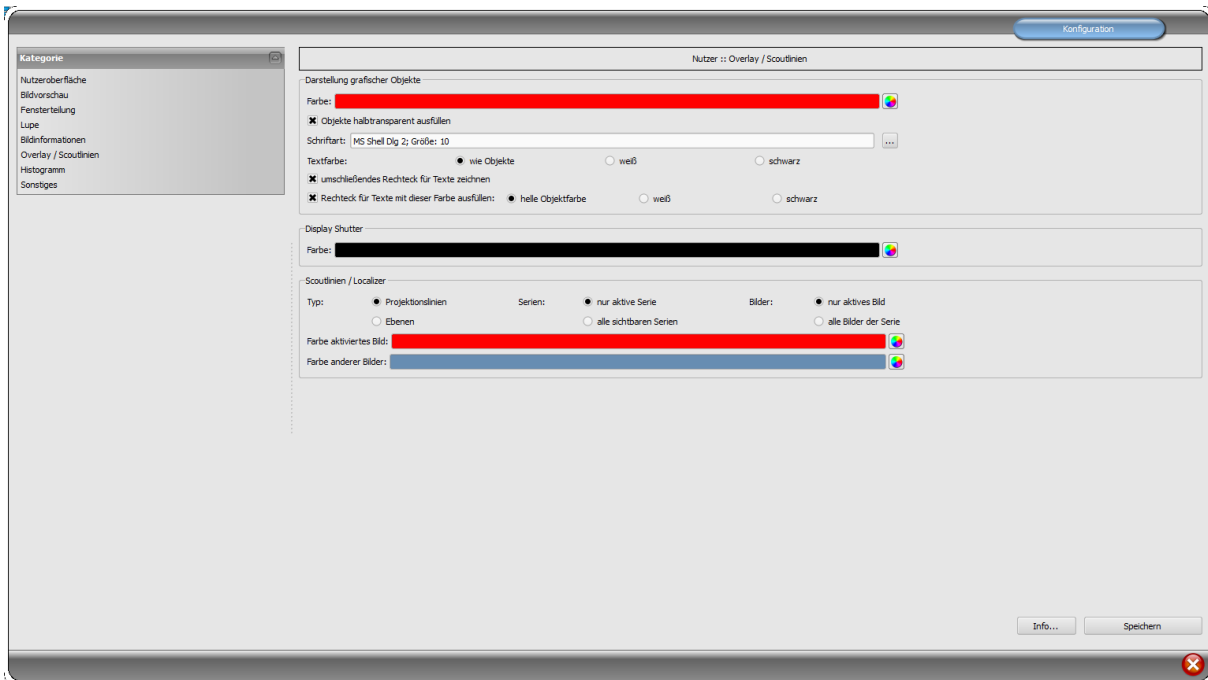 Konfiguration
Kategorie
Nutzeroberfläche
Bildvorschau
Fensterteilung
Lupe
Bildinformationen
Overlay / Scoutlinien
Histogramm
Sonstiges
Nutzer :: Overlay / Scoutlinien
Darstellung grafischer Objekte
Farbe:
Objekte halbtransparent ausfüllen
Schriftart: MS Shell Dlg 2; Größe: 10 ...
Textfarbe: wie Objekte weiß schwarz
umschließendes Rechteck für Texte zeichnen
Rechteck für Texte mit dieser Farbe ausfüllen: helle Objektfarbe weiß schwarz
Display Shutter
Farbe:
Scoutlinien / Localizer
Typ: Projektionslinien Serien: nur aktive Serie Bilder: nur aktives Bild
Ebenen alle sichtbaren Serien alle Bilder der Serie
Farbe aktiviertes Bild:
Farbe anderer Bilder:
Info... Speichern